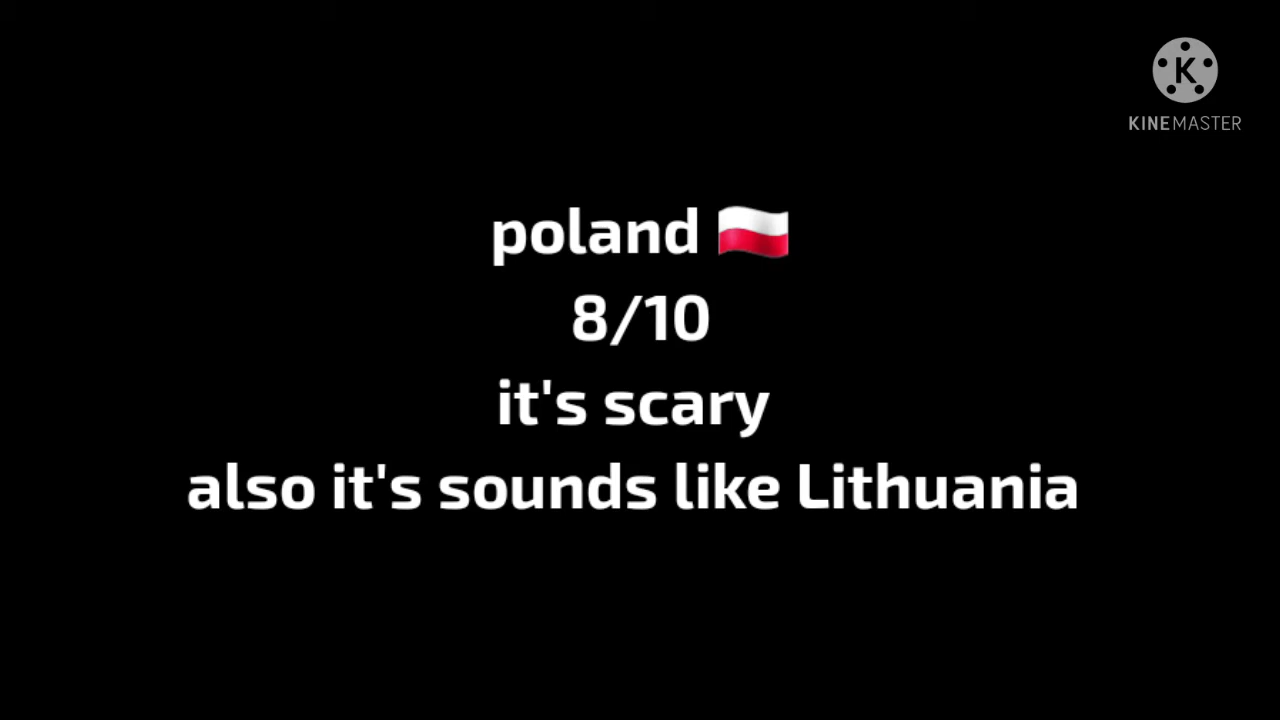 K
KINEMASTER
poland 🇵🇱
8/10
it's scary
also it's sounds like Lithuania